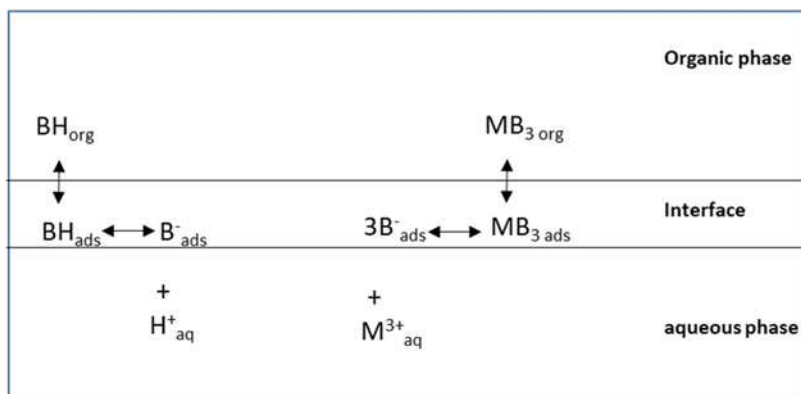 Organic phase
BH_org MB_3 org
Interface
BH_ads B^-_ads 3B^-_ads MB_3 ads
+ +
H^+_aq M^3+_aq
aqueous phase